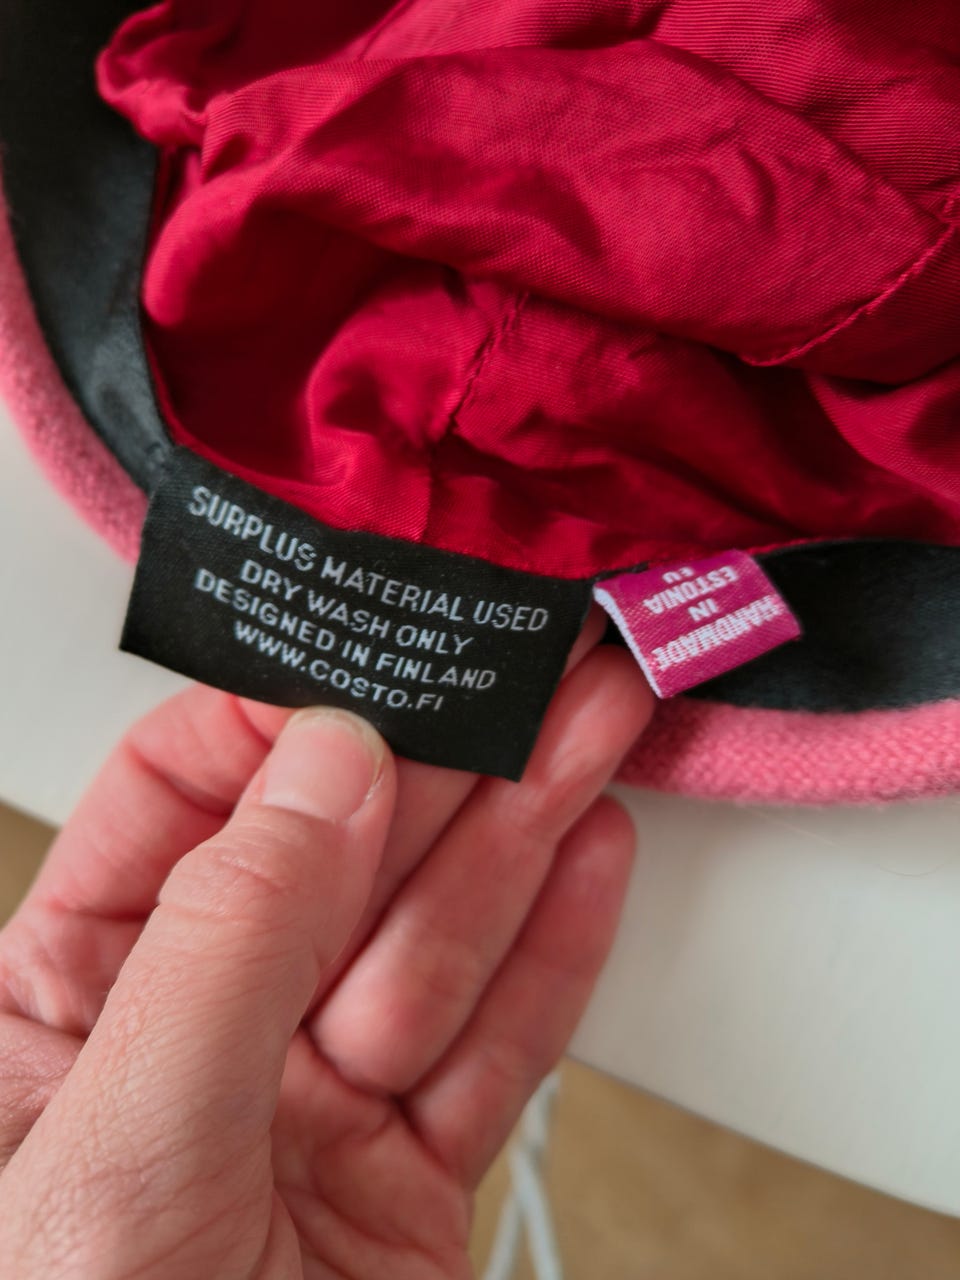 SURPLUS MATERIAL USED
DRY WASH ONLY
DESIGNED IN FINLAND
WWW.COSTO.FI
HANDMADE
IN
ESTONIA
EU